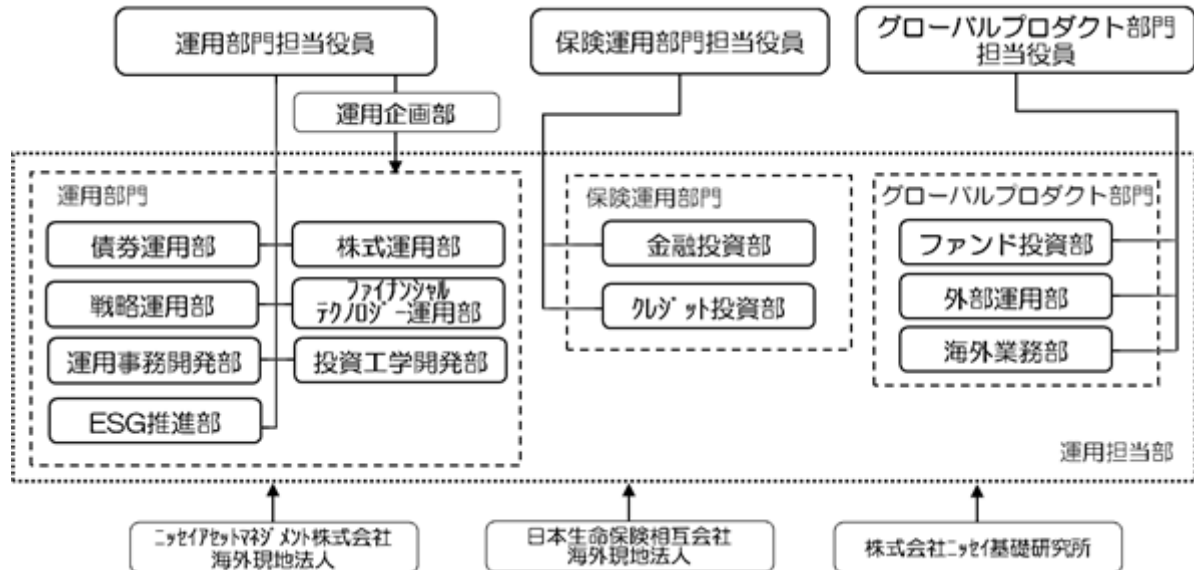 運用部門担当役員
保険運用部門担当役員
グローバルプロダクト部門
担当役員
運用企画部
運用部門
債券運用部
株式運用部
戦略運用部
ファイナンシャル
テクノロジー運用部
運用事務開発部
投資工学開発部
ESG推進部
保険運用部門
金融投資部
クレジット投資部
グローバルプロダクト部門
ファンド投資部
外部運用部
海外業務部
運用担当部
ニッセイアセットマネジメント株式会社
海外現地法人
日本生命保険相互会社
海外現地法人
株式会社ニッセイ基礎研究所